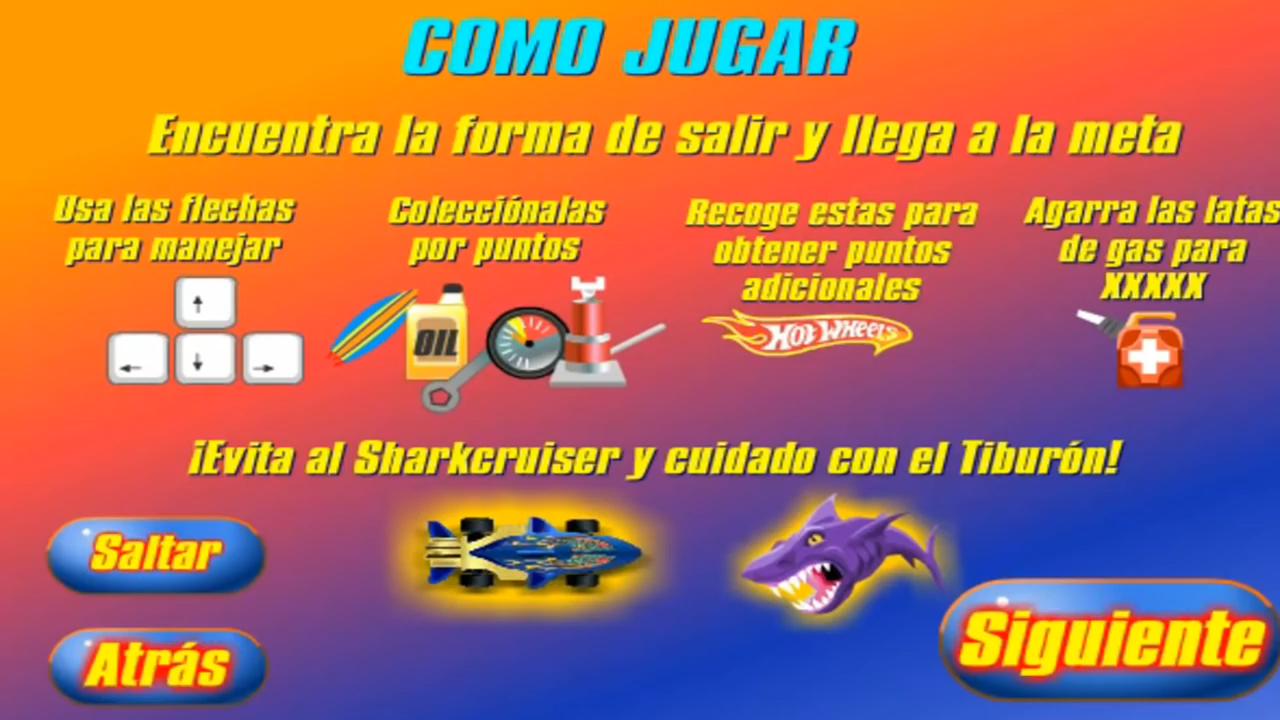 COMO JUGAR
Encuentra la forma de salir y llega a la meta
Usa las flechas
para manejar
Colecciónalas
por puntos
Recoge estas para
obtener puntos
adicionales
Agarra las latas
de gas para
XXXXX
OIL
HOT WHEELS
¡Evita al Sharkcruiser y cuidado con el Tiburón!
Saltar
Atrás
Siguiente